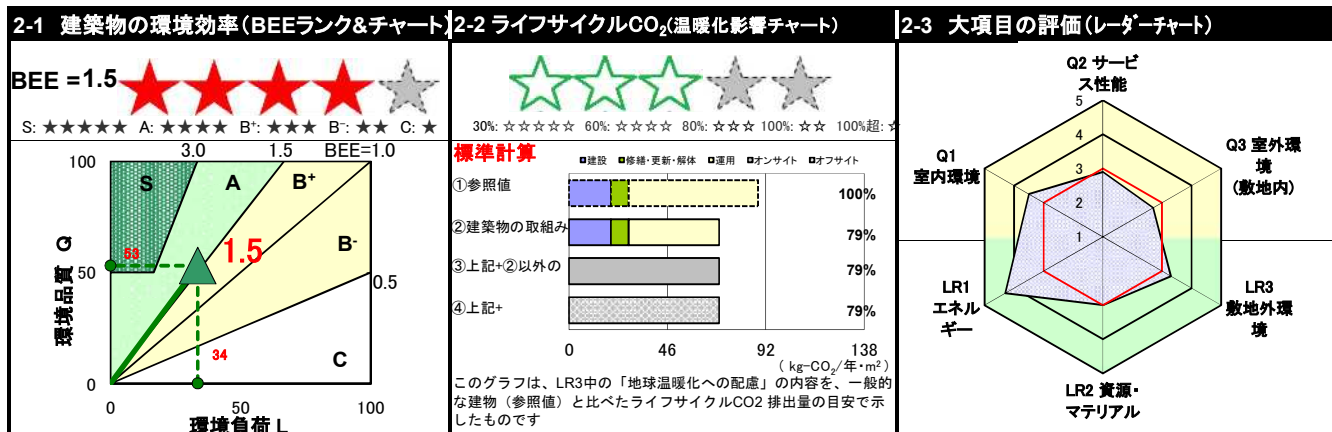 2-1 建築物の環境効率(BEEランク&チャート)
BEE = 1.5
S: ★★★★★ A: ★★★★ B⁺: ★★★ B⁻: ★★ C: ★
3.0 1.5 BEE=1.0
100
S
A
B⁺
53
1.5
B⁻
50
0.5
34
C
0
環境品質 Q
0 50 100
環境負荷 L
2-2 ライフサイクルCO₂(温暖化影響チャート)
30%: ☆☆☆☆☆ 60%: ☆☆☆☆ 80%: ☆☆☆ 100%: ☆☆ 100%超: ☆
標準計算
建設 修繕・更新・解体 運用 オンサイト オフサイト
①参照値 100%
②建築物の取組み 79%
③上記+②以外の 79%
④上記+ 79%
0 46 92 138
( kg-CO₂/年・m²)
このグラフは、LR3中の「地球温暖化への配慮」の内容を、一般的
な建物(参照値)と比べたライフサイクルCO2 排出量の目安で示
したものです
2-3 大項目の評価(レーダーチャート)
Q2 サービ
ス性能
5
4
3
2
1
Q1
室内環境
Q3 室外環
境
(敷地内)
LR1
エネル
ギー
LR3
敷地外環
境
LR2 資源・
マテリアル